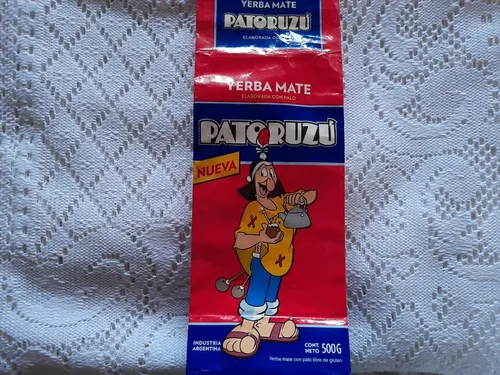 YERBA MATE
PATORUZÚ
ELABORADA CON
YERBA MATE
ELABORADA CON PALO
PATORUZÚ
NUEVA
INDUSTRIA
ARGENTINA
CONT.
NETO 500G
Yerba mate con palo libre de gluten